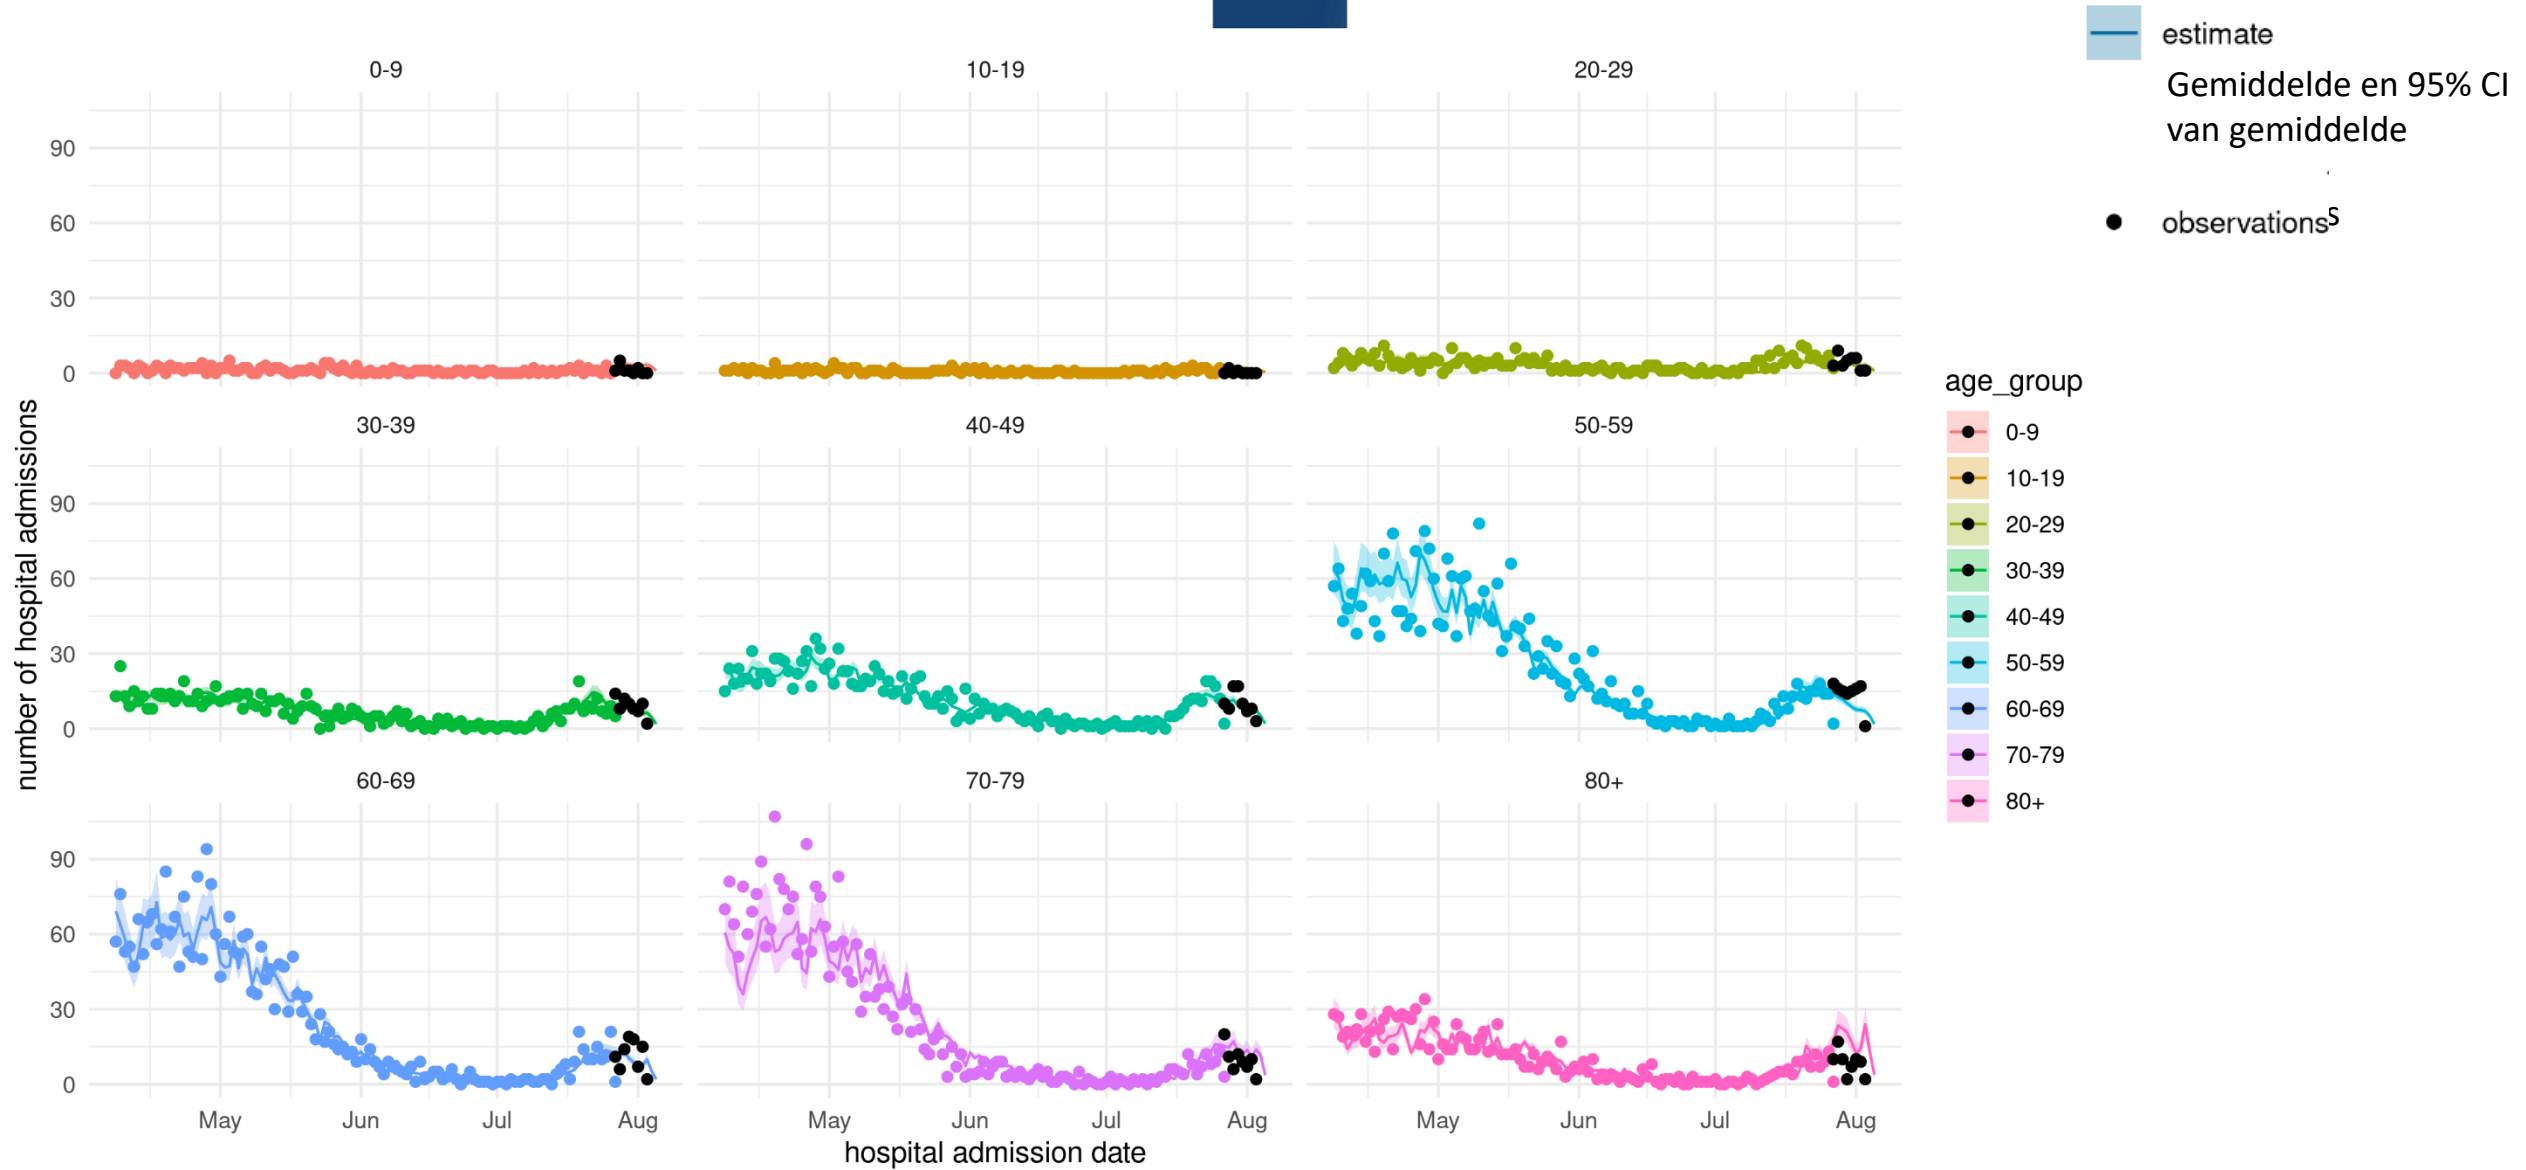 estimate
Gemiddelde en 95% CI
van gemiddelde
observations
s
0-9
10-19
20-29
90
60
30
0
30-39
40-49
50-59
90
60
30
0
60-69
70-79
80+
90
60
30
0
May
Jun
Jul
Aug
May
Jun
Jul
Aug
May
Jun
Jul
Aug
number of hospital admissions
hospital admission date
age_group
0-9
10-19
20-29
30-39
40-49
50-59
60-69
70-79
80+